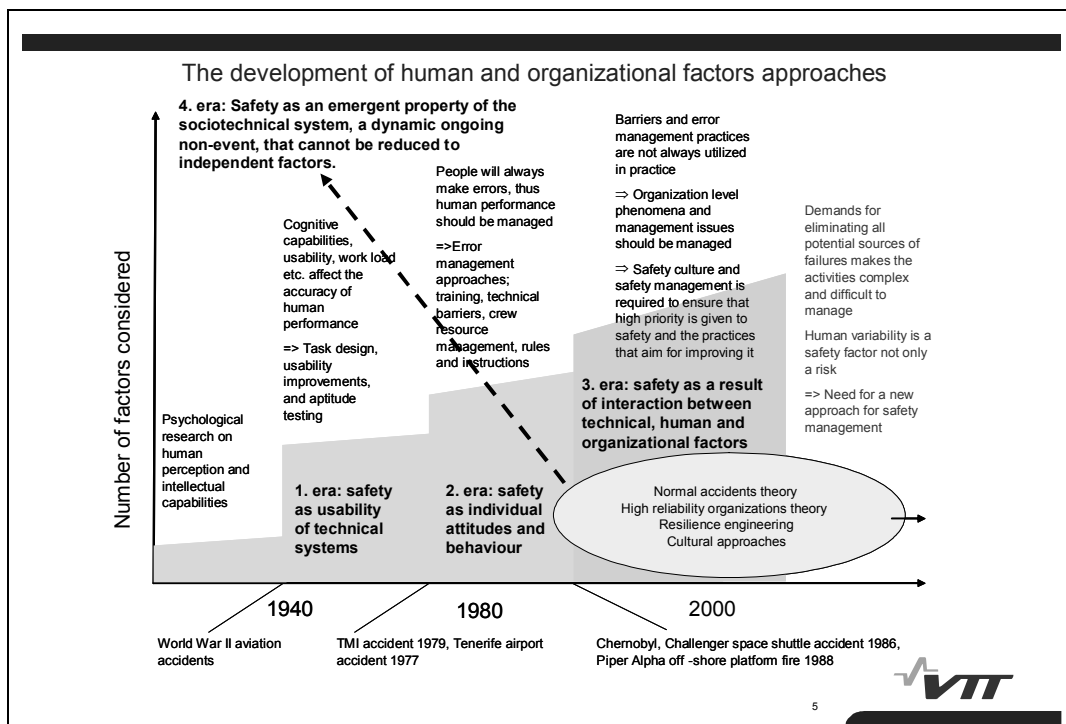 The development of human and organizational factors approaches
4. era: Safety as an emergent property of the
sociotechnical system, a dynamic ongoing
non-event, that cannot be reduced to
independent factors.
Number of factors considered
Psychological
research on
human
perception and
intellectual
capabilities
Cognitive
capabilities,
usability, work load
etc. affect the
accuracy of
human
performance
=> Task design,
usability
improvements,
and aptitude
testing
People will always
make errors, thus
human performance
should be managed
=>Error
management
approaches;
training, technical
barriers, crew
resource
management, rules
and instructions
Barriers and error
management practices
are not always utilized
in practice
⇒ Organization level
phenomena and
management issues
should be managed
⇒ Safety culture and
safety management is
required to ensure that
high priority is given to
safety and the practices
that aim for improving it
Demands for
eliminating all
potential sources of
failures makes the
activities complex
and difficult to
manage
Human variability is a
safety factor not only
a risk
=> Need for a new
approach for safety
management
1. era: safety
as usability
of technical
systems
2. era: safety
as individual
attitudes and
behaviour
3. era: safety as a result
of interaction between
technical, human and
organizational factors
Normal accidents theory
High reliability organizations theory
Resilience engineering
Cultural approaches
1940
1980
2000
World War II aviation
accidents
TMI accident 1979, Tenerife airport
accident 1977
Chernobyl, Challenger space shuttle accident 1986,
Piper Alpha off -shore platform fire 1988
VTT
5